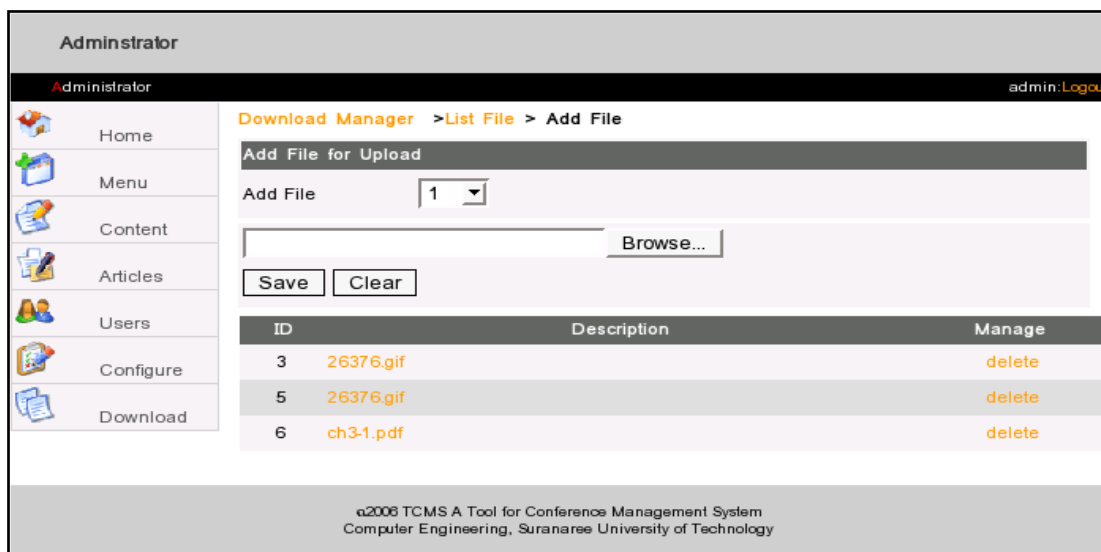 Adminstrator
Administrator admin:Logou
Home
Menu
Content
Articles
Users
Configure
Download
Download Manager >List File > Add File
Add File for Upload
Add File 1
Browse...
Save Clear
ID Description Manage
3 26376.gif delete
5 26376.gif delete
6 ch3-1.pdf delete
©2006 TCMS A Tool for Conference Management System
Computer Engineering, Suranaree University of Technology